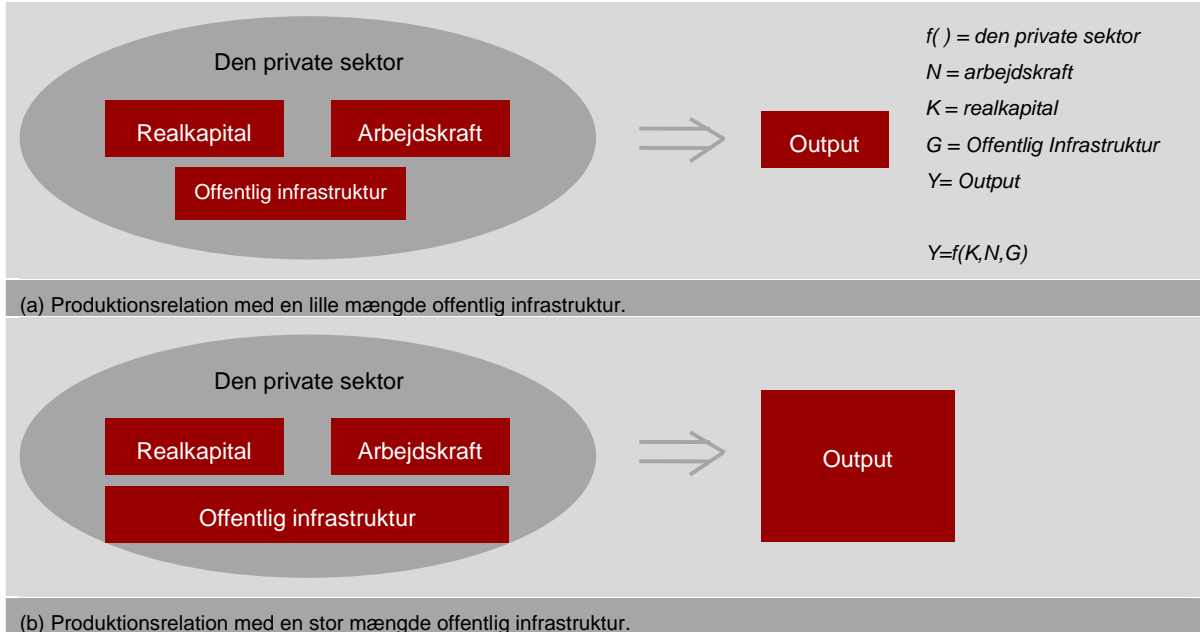 Den private sektor
Realkapital
Arbejdskraft
Offentlig infrastruktur
Output
f( ) = den private sektor
N = arbejdskraft
K = realkapital
G = Offentlig Infrastruktur
Y= Output
Y=f(K,N,G)
(a) Produktionsrelation med en lille mængde offentlig infrastruktur.
Den private sektor
Realkapital
Arbejdskraft
Offentlig infrastruktur
Output
(b) Produktionsrelation med en stor mængde offentlig infrastruktur.